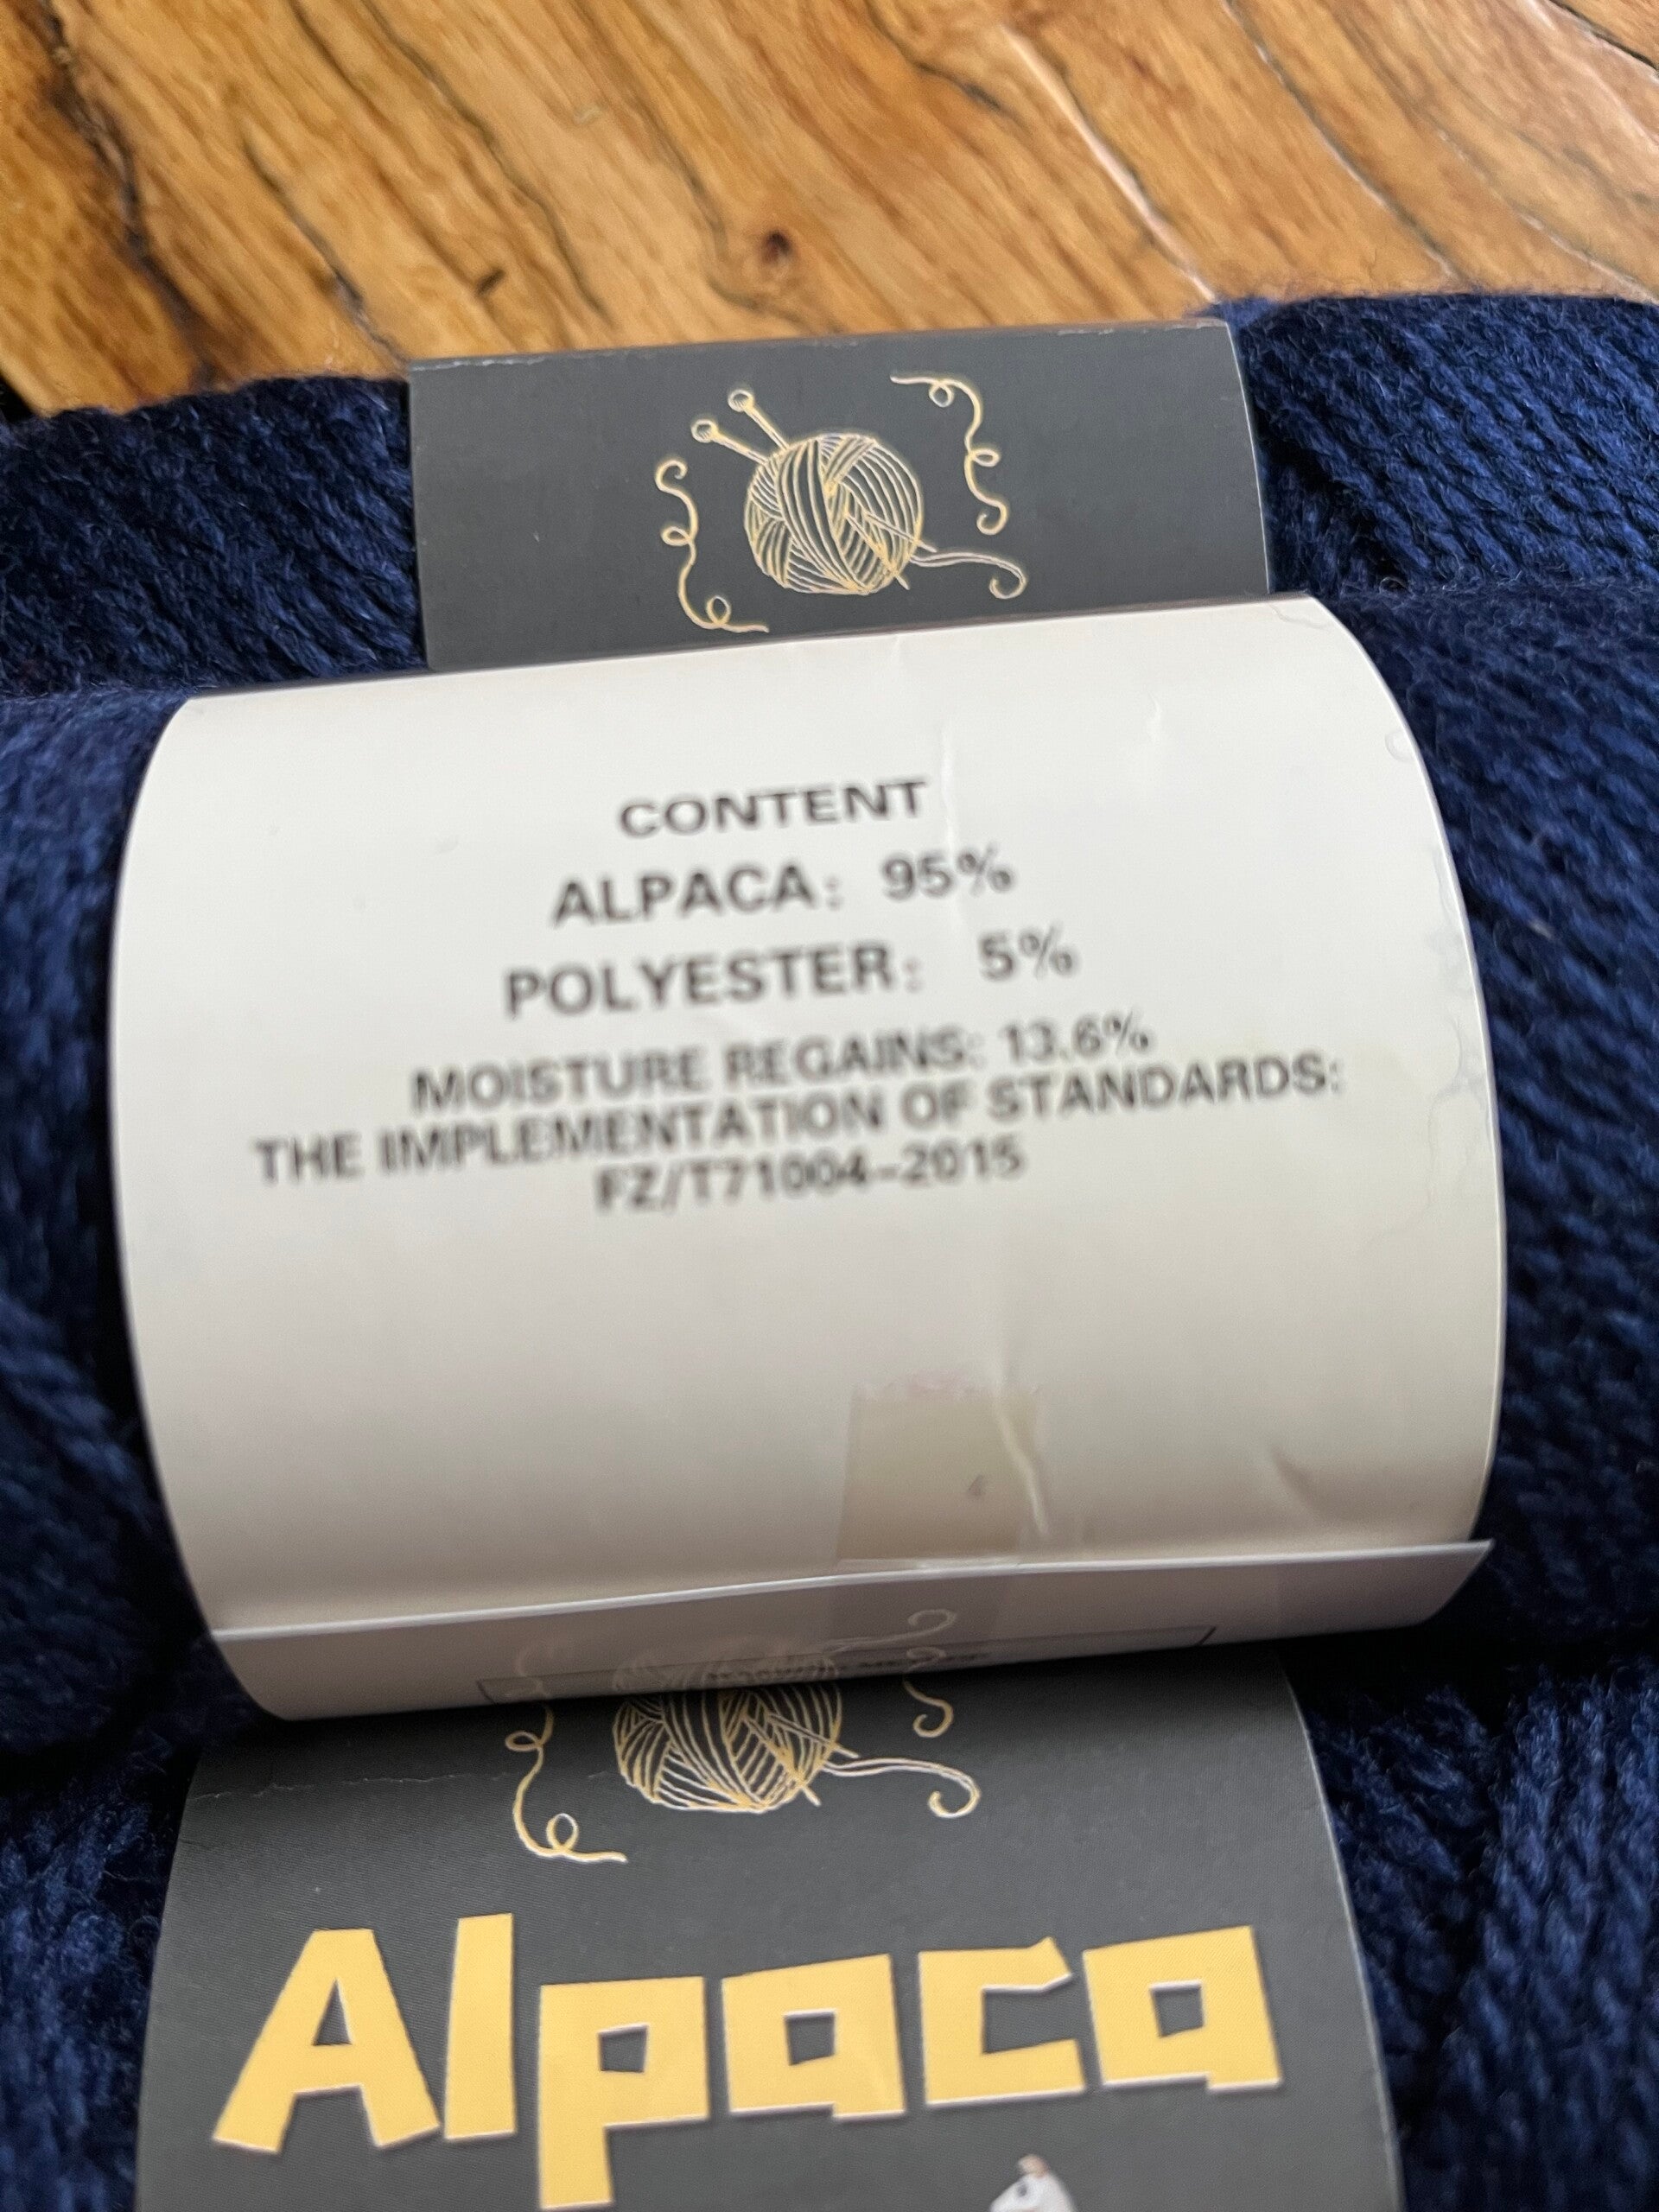 CONTENT
ALPACA: 95%
POLYESTER: 5%
MOISTURE REGAINS: 13.6%
THE IMPLEMENTATION OF STANDARDS:
FZ/T71004-2015
Alpaca